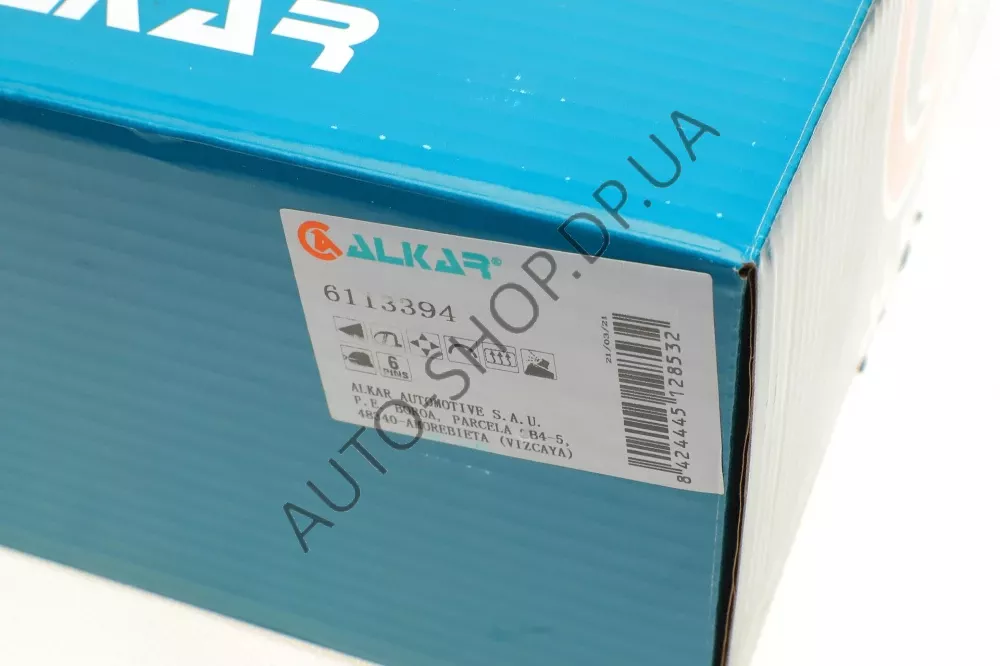 ALKAR
ALKAR®
6113394
6
PINS
ALKAR AUTOMOTIVE S.A.U.
P.E. BOROA, PARCELA 2B4-5,
48340-AMOREBIETA (VIZCAYA)
21/03/21
8 424445 128532
AUTO-SHOP.DP.UA